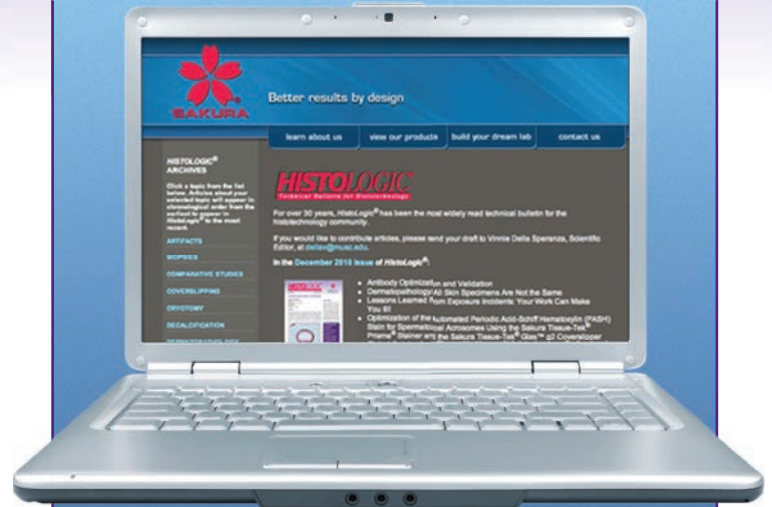 SAKURA
Better results by design
learn about us
view our products
build your dream lab
contact us
HISTOLOGIC®
ARCHIVES
Click a topic from the list
below. Articles about your
selected topic will appear in
chronological order from the
earliest to appear in
HistoLogic® to the most
recent.
ARTIFACTS
BIOPSIES
COMPARATIVE STUDIES
COVERSLIPPING
CRYOTOMY
DECALCIFICATION
HISTOLOGIC
Technical Bulletin for Histotechnology
For over 30 years, HistoLogic® has been the most widely read technical bulletin for the
histotechnology community.
If you would like to contribute articles, please send your draft to Vinnie Della Speranza, Scientific
Editor, at dellav@musc.edu.
In the December 2010 Issue of HistoLogic®:
• Antibody Optimization and Validation
• Dermatopathology: All Skin Specimens Are Not the Same
• Lessons Learned from Exposure Incidents: Your Work Can Make
You Ill
• Optimization of the Automated Periodic Acid-Schiff Hematoxylin (PASH)
Stain for Spermatozoal Acrosomes Using the Sakura Tissue-Tek®
Prisma® Stainer and the Sakura Tissue-Tek® Glas™ g2 Coverslipper